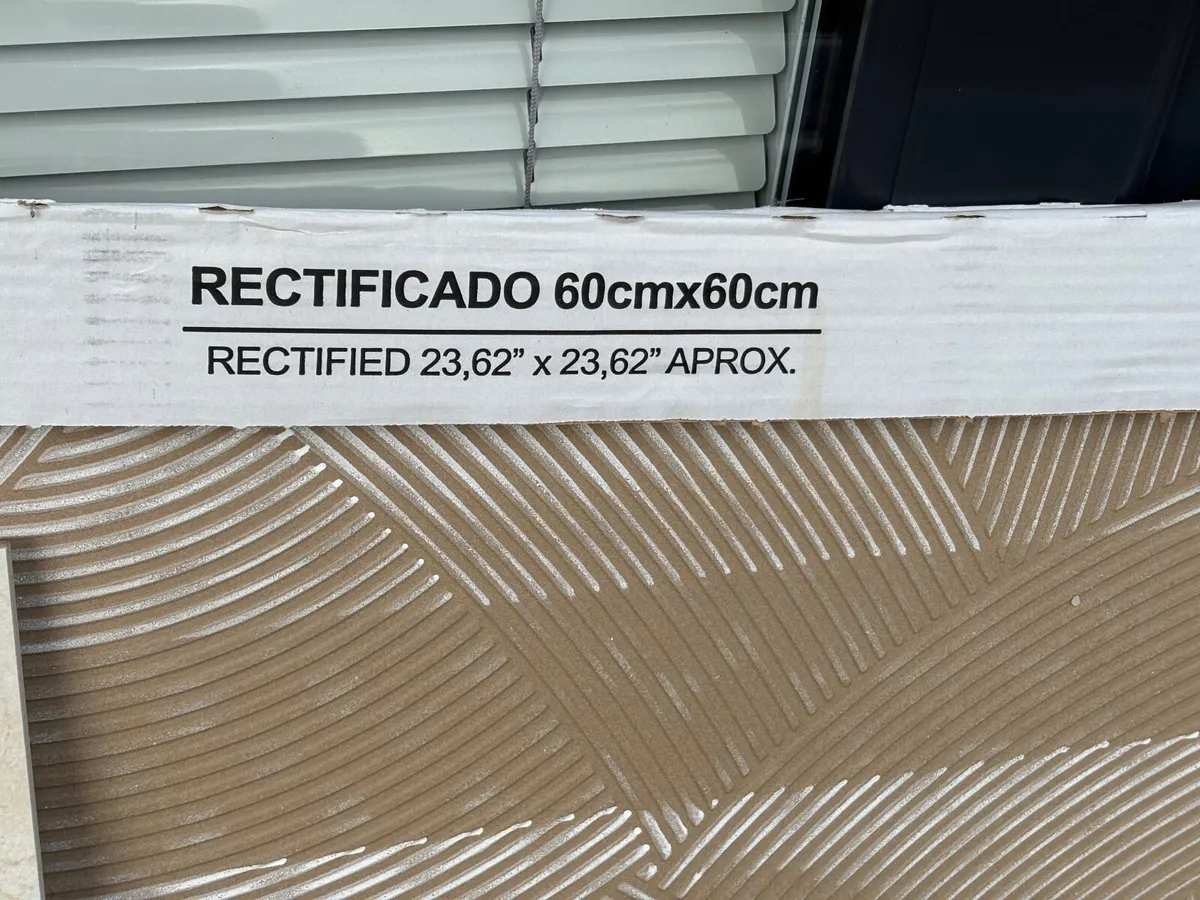 RECTIFICADO 60cmx60cm
RECTIFIED 23,62” x 23,62” APROX.